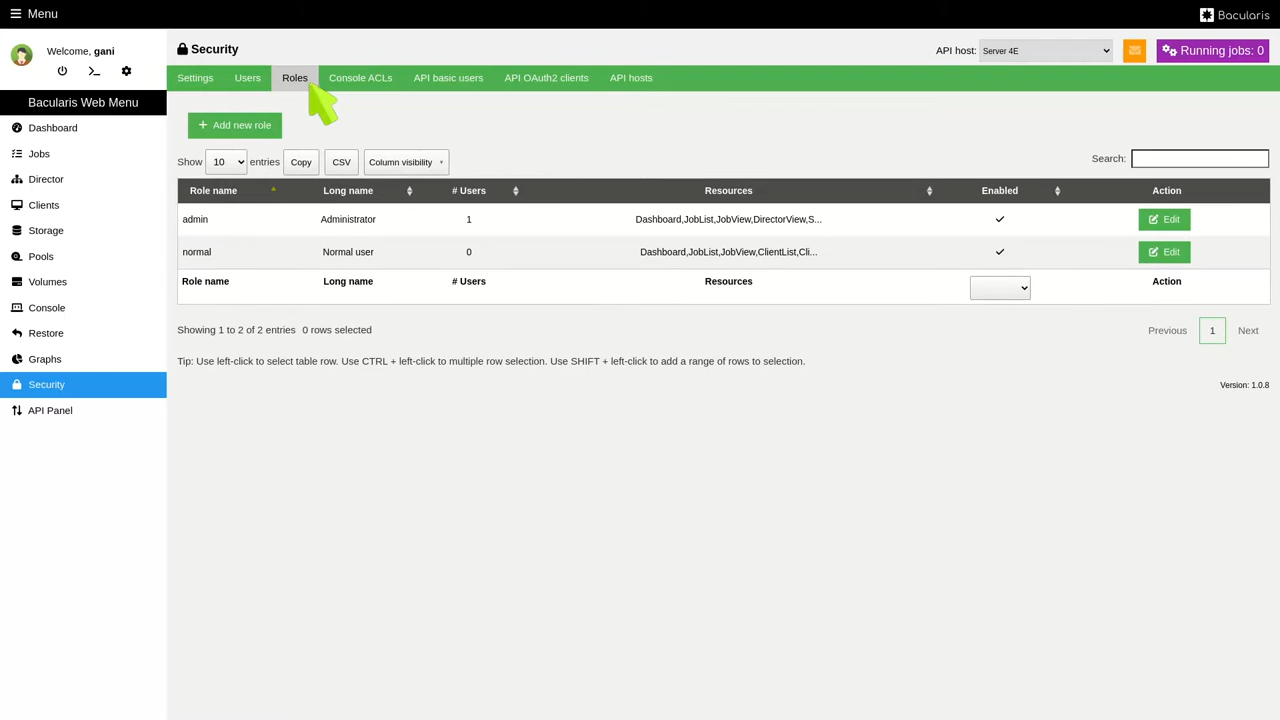 Menu
Bacularis
Welcome, gani
Security
API host: Server 4E
Running jobs: 0
Settings Users Roles Console ACLs API basic users API OAuth2 clients API hosts
Bacularis Web Menu
Dashboard
Jobs
Director
Clients
Storage
Pools
Volumes
Console
Restore
Graphs
Security
API Panel
+ Add new role
Show 10 entries Copy CSV Column visibility
Search:
Role name Long name # Users Resources Enabled Action
admin Administrator 1 Dashboard,JobList,JobView,DirectorView,S... Edit
normal Normal user 0 Dashboard,JobList,JobView,ClientList,Cli... Edit
Role name Long name # Users Resources Action
Showing 1 to 2 of 2 entries 0 rows selected
Previous 1 Next
Tip: Use left-click to select table row. Use CTRL + left-click to multiple row selection. Use SHIFT + left-click to add a range of rows to selection.
Version: 1.0.8